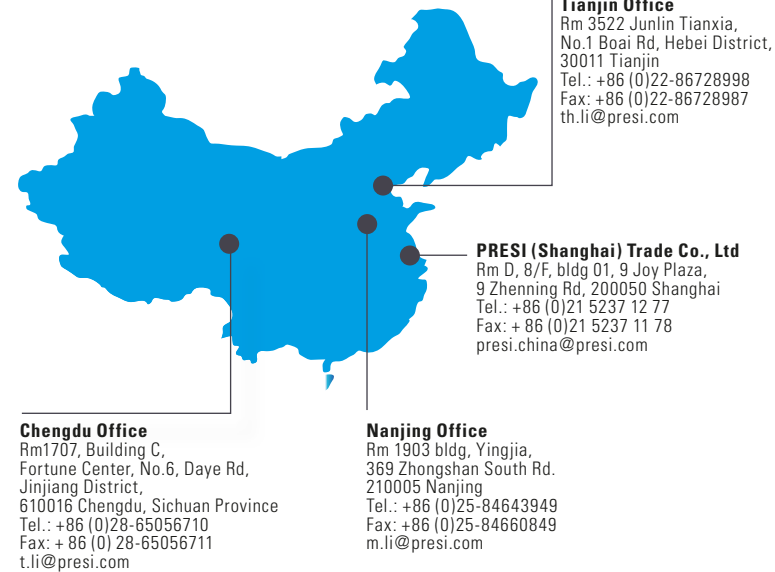 Tianjin Office
Rm 3522 Junlin Tianxia,
No.1 Boai Rd, Hebei District,
30011 Tianjin
Tel.: +86 (0)22-86728998
Fax: +86 (0)22-86728987
th.li@presi.com
PRESI (Shanghai) Trade Co., Ltd
Rm D, 8/F, bldg 01, 9 Joy Plaza,
9 Zhenning Rd, 200050 Shanghai
Tel.: +86 (0)21 5237 12 77
Fax: + 86 (0)21 5237 11 78
presi.china@presi.com
Chengdu Office
Rm1707, Building C,
Fortune Center, No.6, Daye Rd,
Jinjiang District,
610016 Chengdu, Sichuan Province
Tel.: +86 (0)28-65056710
Fax: + 86 (0) 28-65056711
t.li@presi.com
Nanjing Office
Rm 1903 bldg, Yingjia,
369 Zhongshan South Rd.
210005 Nanjing
Tel.: +86 (0)25-84643949
Fax: +86 (0)25-84660849
m.li@presi.com